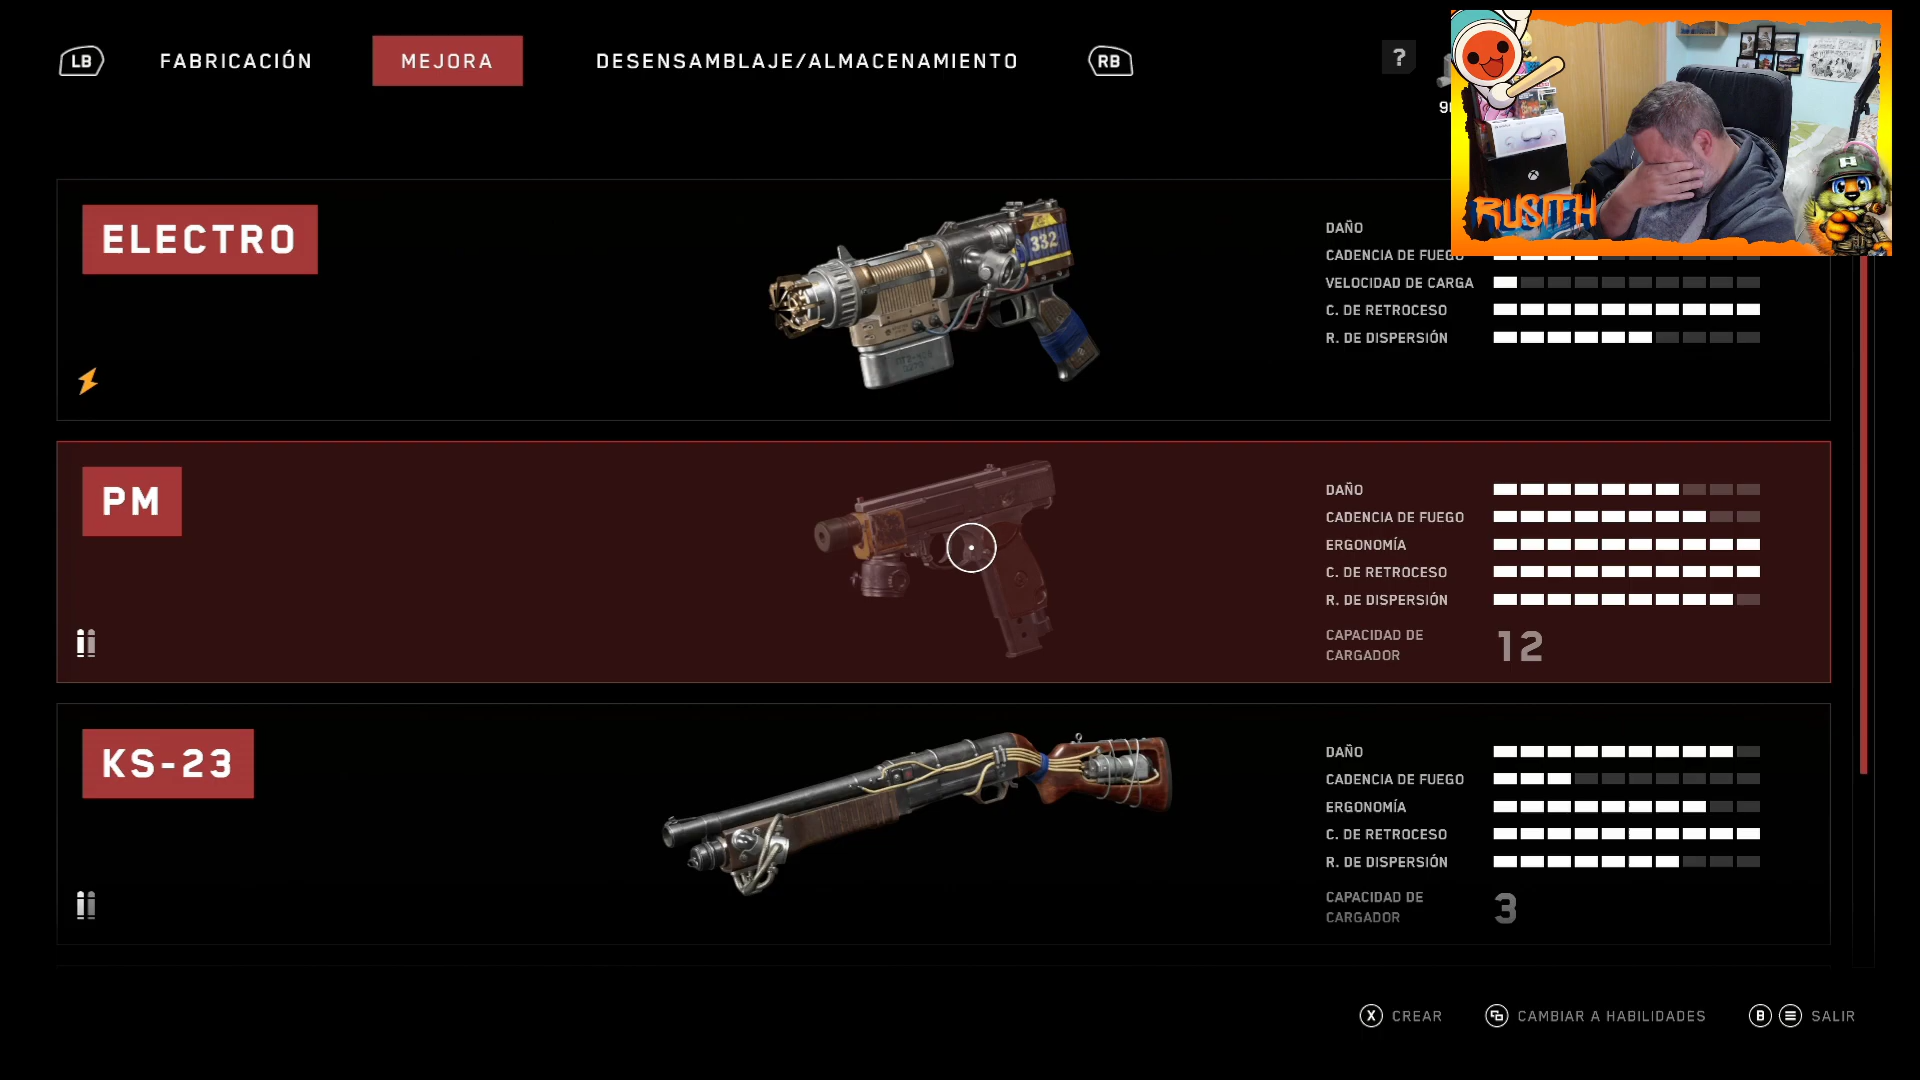 LB
FABRICACIÓN
MEJORA
DESENSAMBLAJE/ALMACENAMIENTO
RB
?
RUSITH
ELECTRO
332
DAÑO
CADENCIA DE FUEGO
VELOCIDAD DE CARGA
C. DE RETROCESO
R. DE DISPERSIÓN
PM
DAÑO
CADENCIA DE FUEGO
ERGONOMÍA
C. DE RETROCESO
R. DE DISPERSIÓN
CAPACIDAD DE
CARGADOR
12
KS-23
DAÑO
CADENCIA DE FUEGO
ERGONOMÍA
C. DE RETROCESO
R. DE DISPERSIÓN
CAPACIDAD DE
CARGADOR
3
X CREAR
CAMBIAR A HABILIDADES
B SALIR